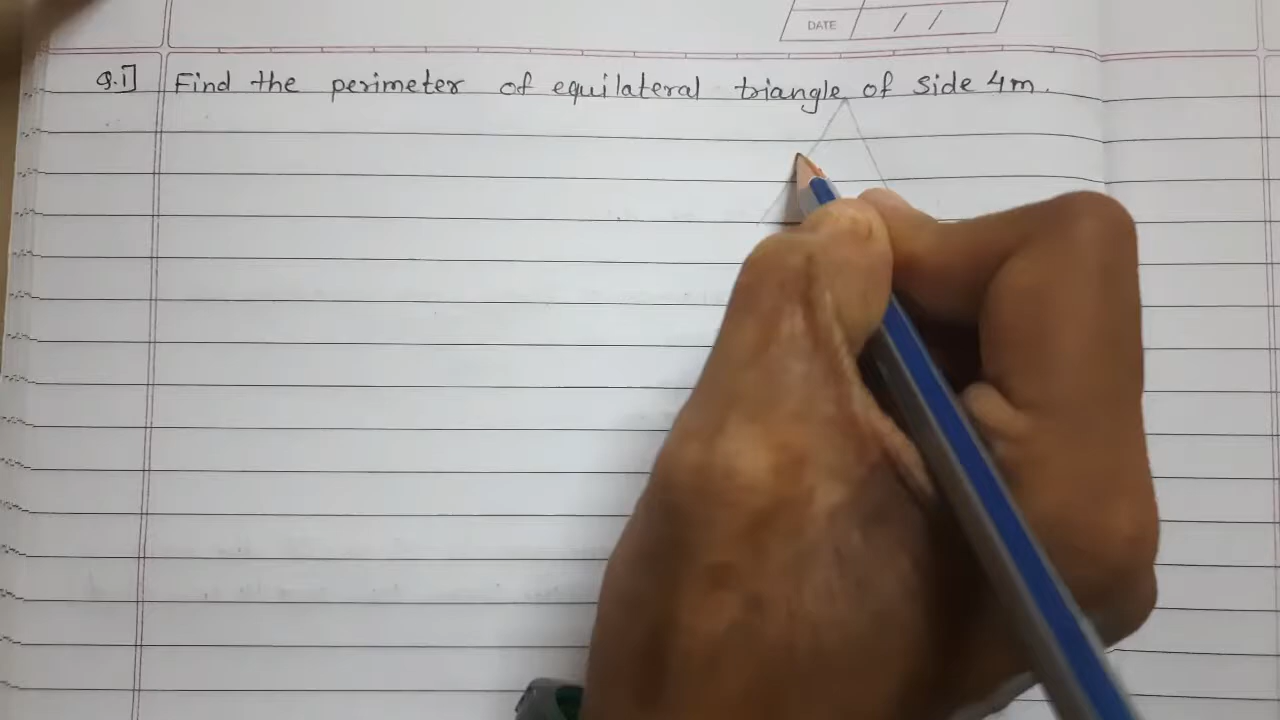 DATE / /
Q.1] Find the perimeter of equilateral triangle of side 4m.